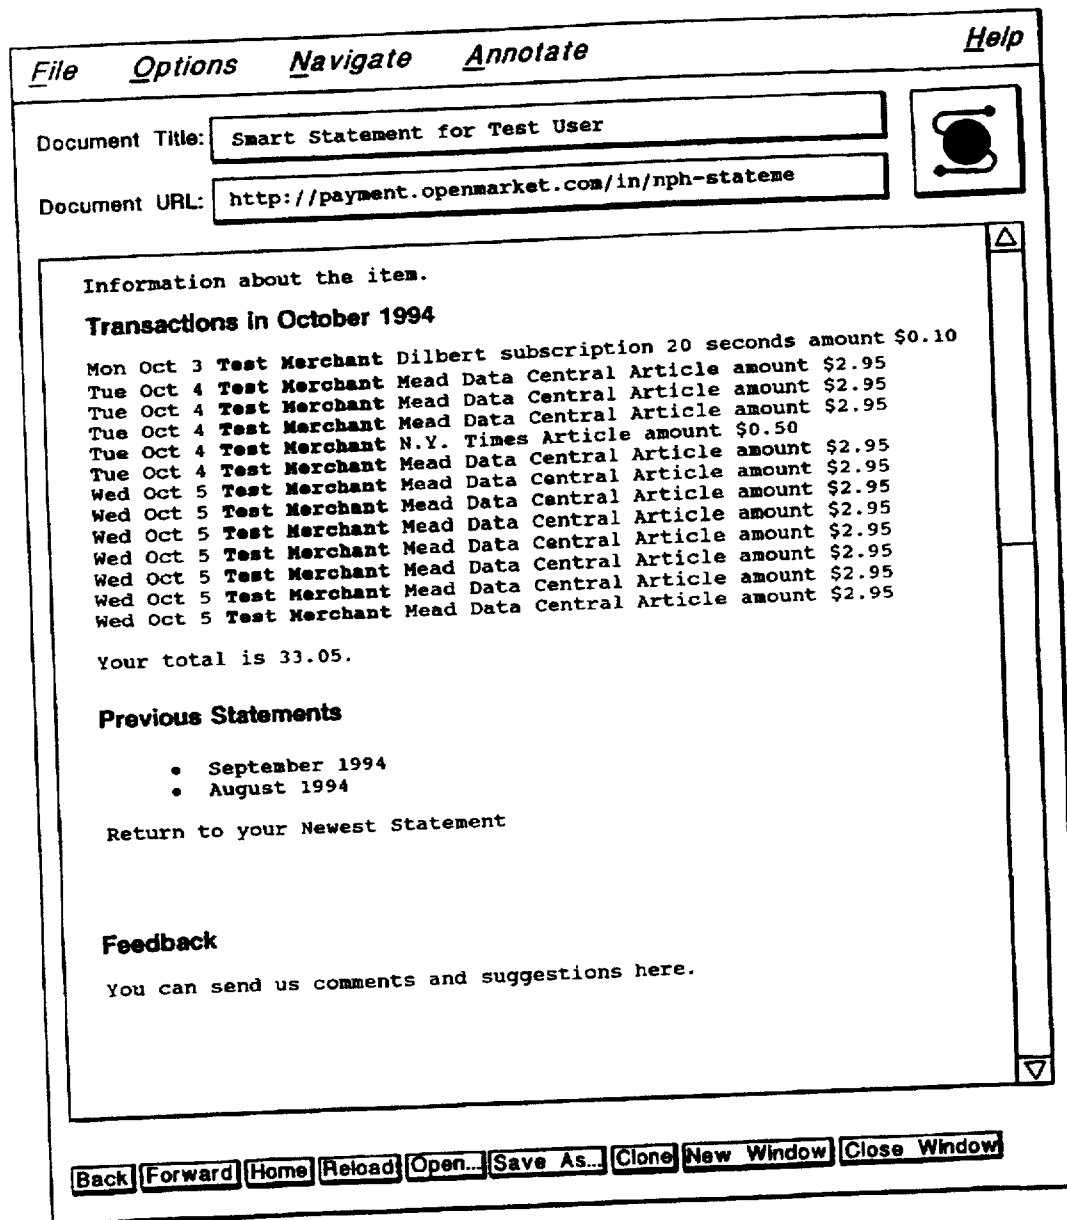 File Options Navigate Annotate Help
Document Title: Smart Statement for Test User
Document URL: http://payment.openmarket.com/in/nph-stateme
Information about the item.
Transactions in October 1994
Mon Oct 3 Test Merchant Dilbert subscription 20 seconds amount $0.10
Tue Oct 4 Test Merchant Mead Data Central Article amount $2.95
Tue Oct 4 Test Merchant Mead Data Central Article amount $2.95
Tue Oct 4 Test Merchant Mead Data Central Article amount $2.95
Tue Oct 4 Test Merchant N.Y. Times Article amount $0.50
Tue Oct 4 Test Merchant Mead Data Central Article amount $2.95
Wed Oct 5 Test Merchant Mead Data Central Article amount $2.95
Wed Oct 5 Test Merchant Mead Data Central Article amount $2.95
Wed Oct 5 Test Merchant Mead Data Central Article amount $2.95
Wed Oct 5 Test Merchant Mead Data Central Article amount $2.95
Wed Oct 5 Test Merchant Mead Data Central Article amount $2.95
Wed Oct 5 Test Merchant Mead Data Central Article amount $2.95
Wed Oct 5 Test Merchant Mead Data Central Article amount $2.95
Your total is 33.05.
Previous Statements
• September 1994
• August 1994
Return to your Newest Statement
Feedback
You can send us comments and suggestions here.
Back Forward Home Reload Open... Save As... Clone New Window Close Window